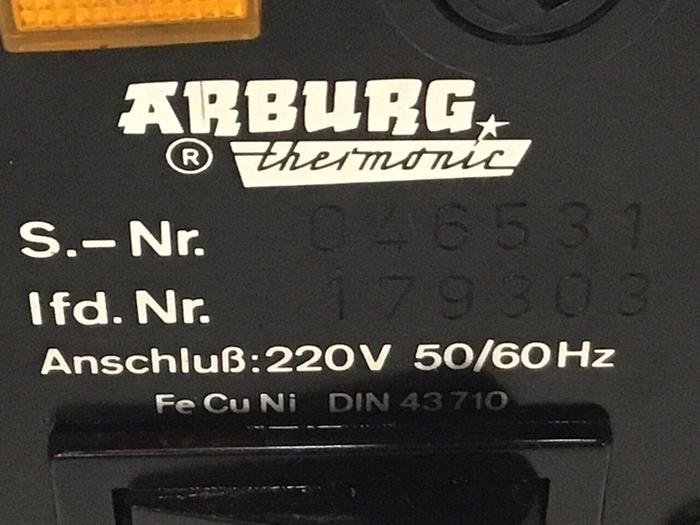 ARBURG
® thermonic
S.-Nr. 046531
lfd. Nr. 179303
Anschluß: 220V 50/60Hz
Fe Cu Ni DIN 43710